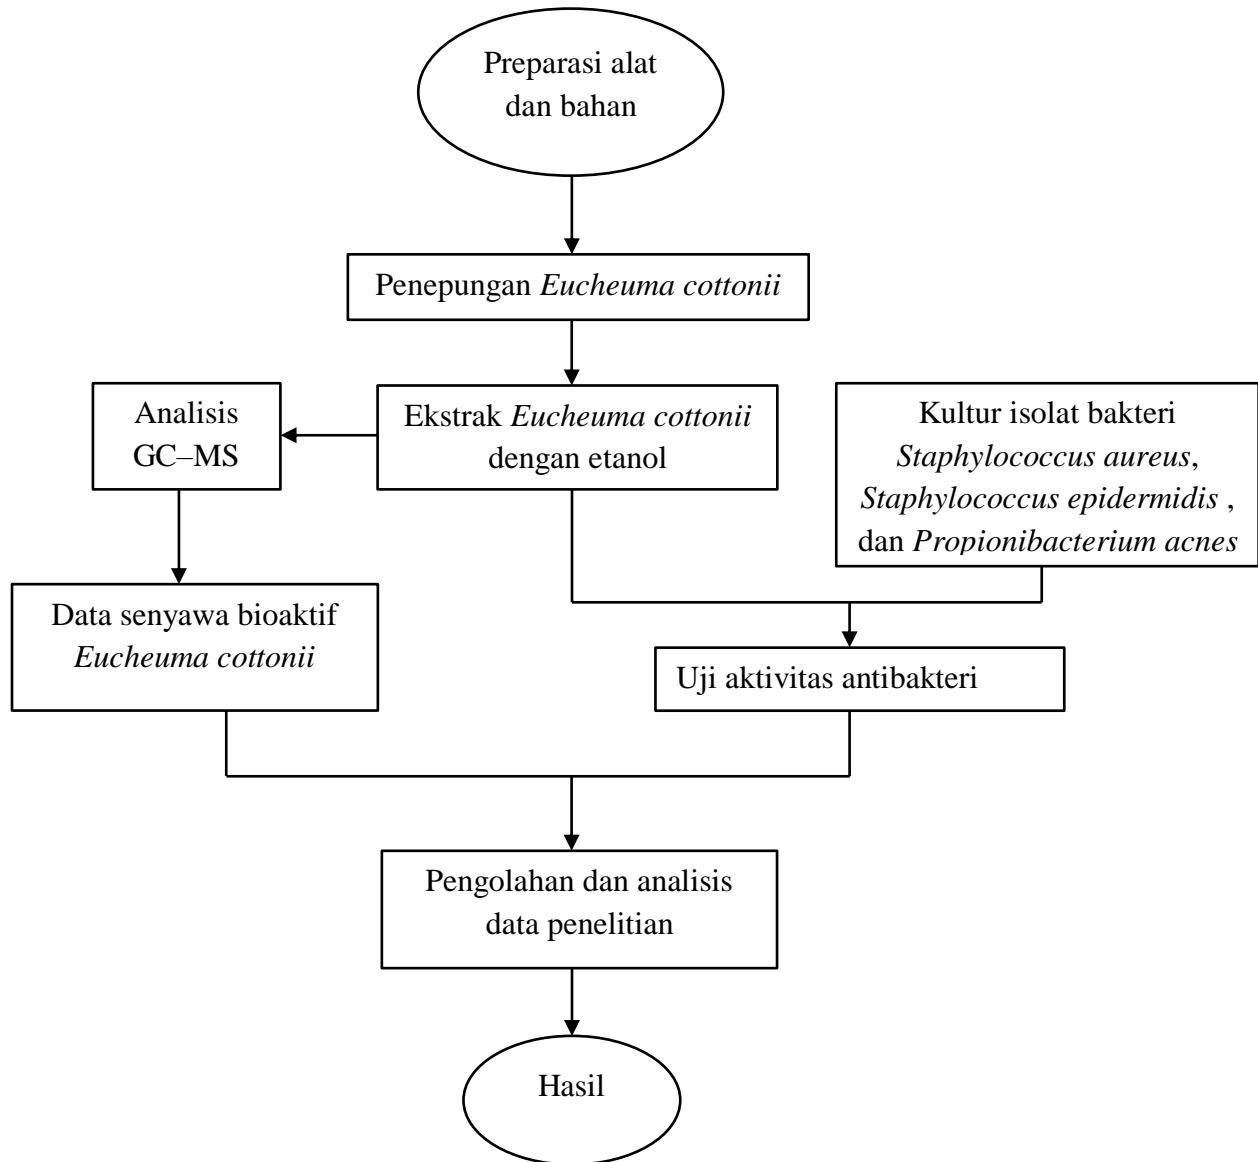 Preparasi alat
dan bahan
Penepungan Eucheuma cottonii
Analisis
GC–MS
Ekstrak Eucheuma cottonii
dengan etanol
Kultur isolat bakteri
Staphylococcus aureus,
Staphylococcus epidermidis ,
dan Propionibacterium acnes
Data senyawa bioaktif
Eucheuma cottonii
Uji aktivitas antibakteri
Pengolahan dan analisis
data penelitian
Hasil